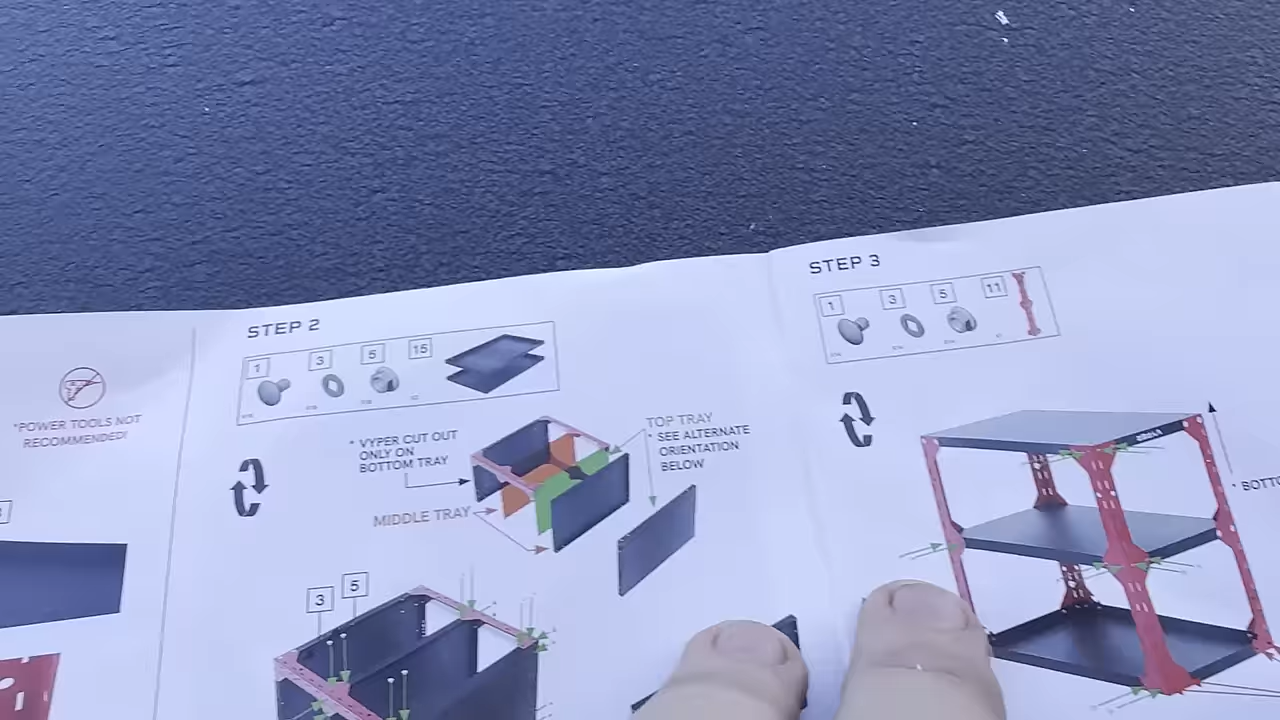 *POWER TOOLS NOT
RECOMMENDED!
STEP 2
1
3
5
15
* VYPER CUT OUT
ONLY ON
BOTTOM TRAY
TOP TRAY
* SEE ALTERNATE
ORIENTATION
BELOW
MIDDLE TRAY
3
5
STEP 3
1
3
5
11
* BOTTO